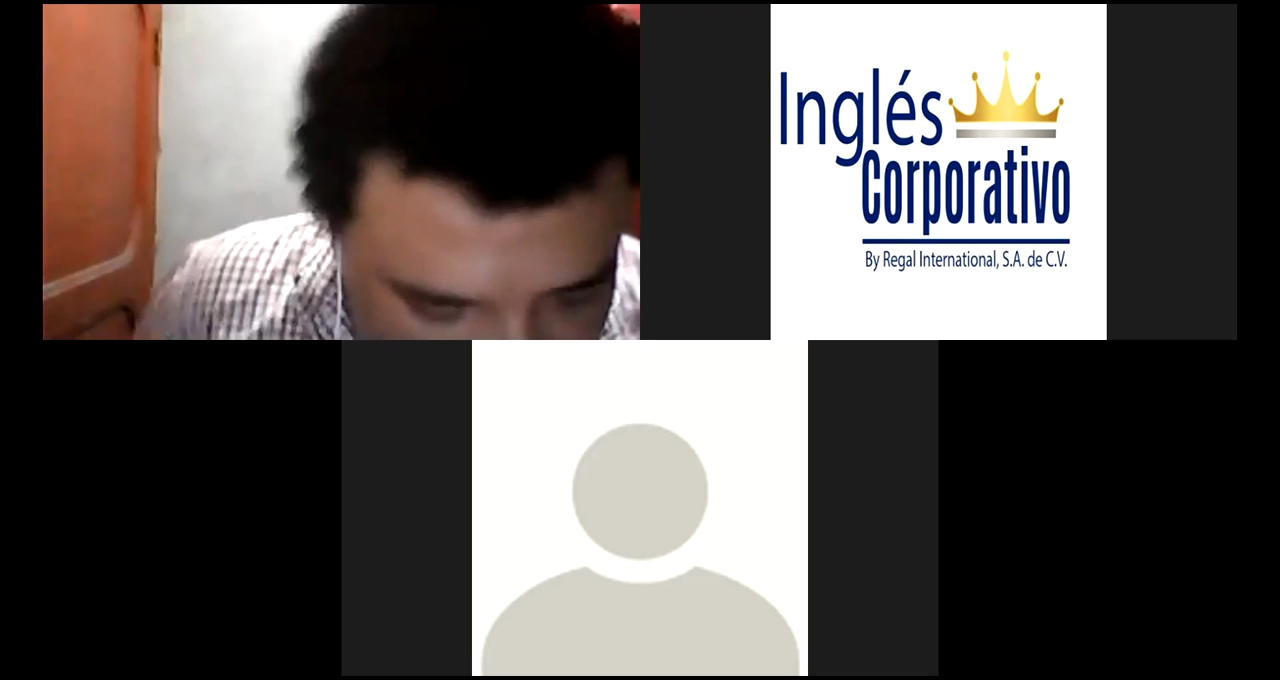 Inglés
Corporativo
By Regal International, S.A. de C.V.